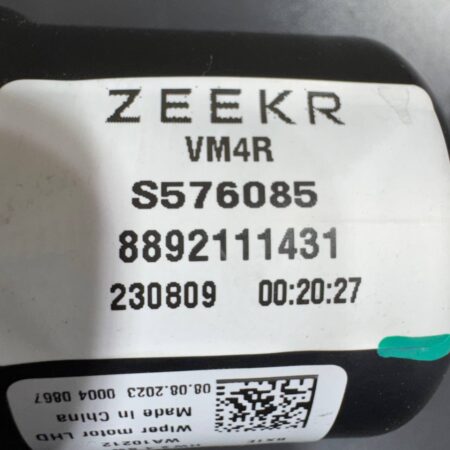 ZEEKR
VM4R
S576085
8892111431
230809 00:20:27
08.08.2023 0004 0867
Made in China
Wiper motor LHD
WA10212